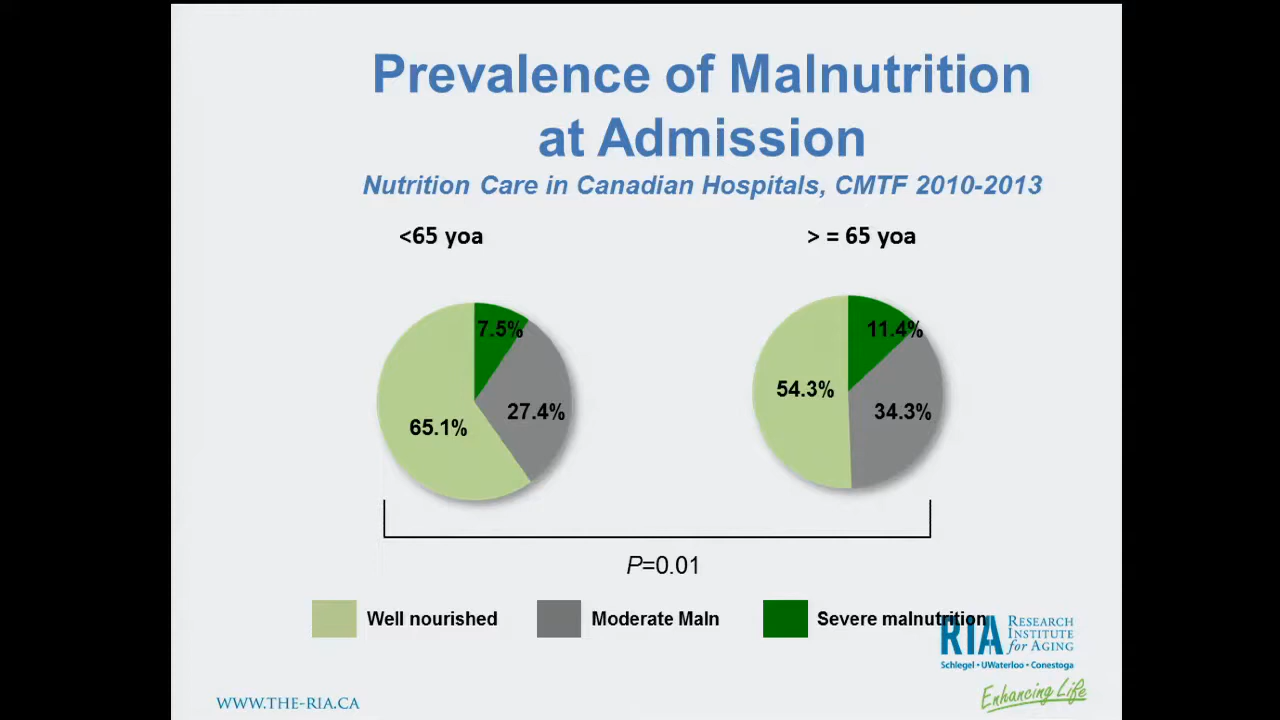 Prevalence of Malnutrition
at Admission
Nutrition Care in Canadian Hospitals, CMTF 2010-2013
<65 yoa
> = 65 yoa
7.5%
27.4%
65.1%
11.4%
54.3%
34.3%
P=0.01
Well nourished
Moderate Maln
Severe malnutrition
RIA
RESEARCH
INSTITUTE
for AGING
Schlegel • UWaterloo • Conestoga
Enhancing Life
WWW.THE-RIA.CA